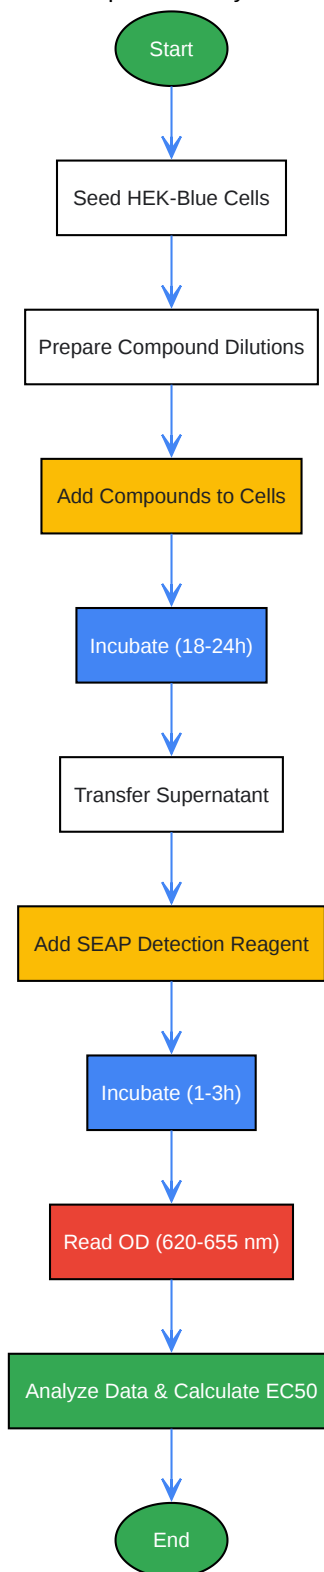 Start
Seed HEK-Blue Cells
Prepare Compound Dilutions
Add Compounds to Cells
Incubate (18-24h)
Transfer Supernatant
Add SEAP Detection Reagent
Incubate (1-3h)
Read OD (620-655 nm)
Analyze Data & Calculate EC50
End